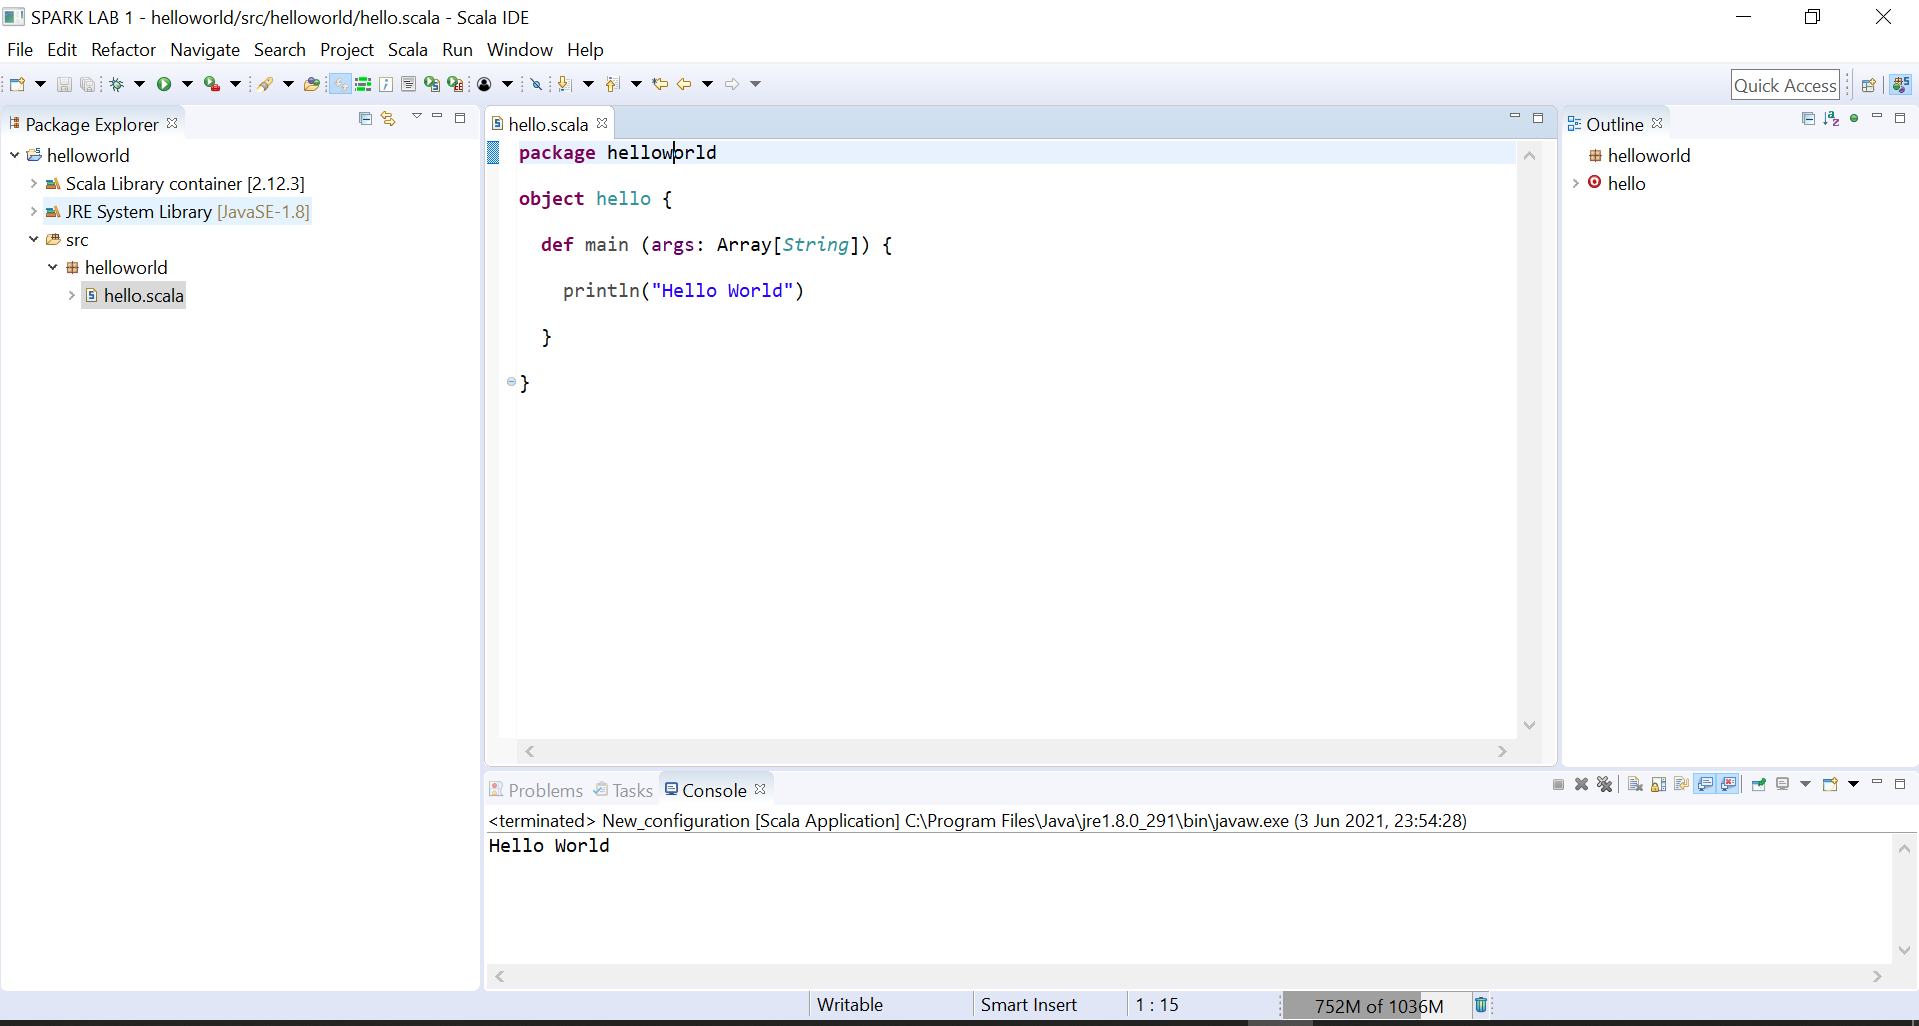 SPARK LAB 1 - helloworld/src/helloworld/hello.scala - Scala IDE
File Edit Refactor Navigate Search Project Scala Run Window Help
Quick Access
Package Explorer
helloworld
Scala Library container [2.12.3]
JRE System Library [JavaSE-1.8]
src
helloworld
hello.scala
hello.scala
package helloworld
object hello {
def main (args: Array[String]) {
println("Hello World")
}
}
Outline
helloworld
hello
Problems Tasks Console
<terminated> New_configuration [Scala Application] C:\Program Files\Java\jre1.8.0_291\bin\javaw.exe (3 Jun 2021, 23:54:28)
Hello World
Writable Smart Insert 1 : 15 752M of 1036M